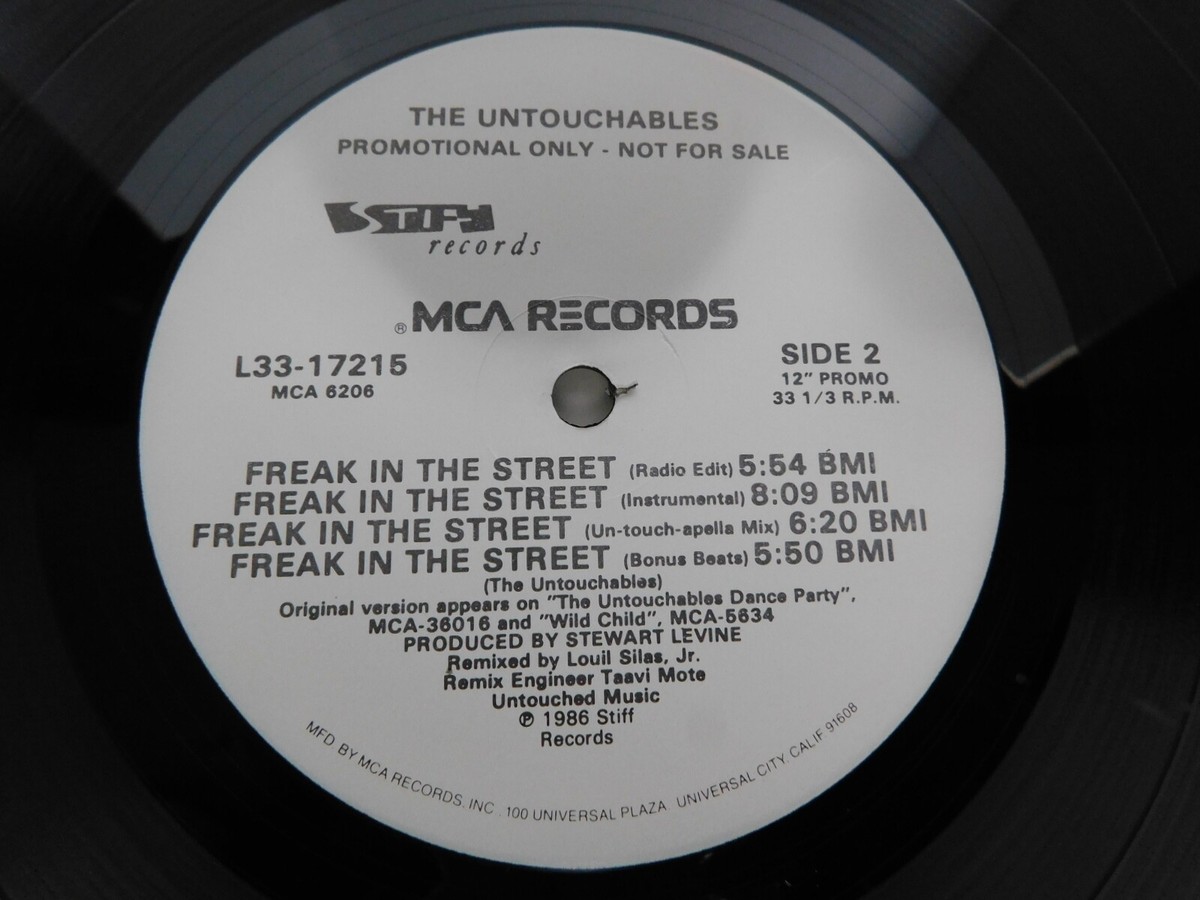 THE UNTOUCHABLES
PROMOTIONAL ONLY - NOT FOR SALE
STIFF
records
®MCA RECORDS
L33-17215
MCA 6206
SIDE 2
12" PROMO
33 1/3 R.P.M.
FREAK IN THE STREET (Radio Edit) 5:54 BMI
FREAK IN THE STREET (Instrumental) 8:09 BMI
FREAK IN THE STREET (Un-touch-apella Mix) 6:20 BMI
FREAK IN THE STREET (Bonus Beats) 5:50 BMI
(The Untouchables)
Original version appears on "The Untouchables Dance Party",
MCA-36016 and "Wild Child", MCA-5634
PRODUCED BY STEWART LEVINE
Remixed by Louil Silas, Jr.
Remix Engineer Taavi Mote
Untouched Music
℗ 1986 Stiff
Records
MFD BY MCA RECORDS, INC. 100 UNIVERSAL PLAZA UNIVERSAL CITY, CALIF 91608